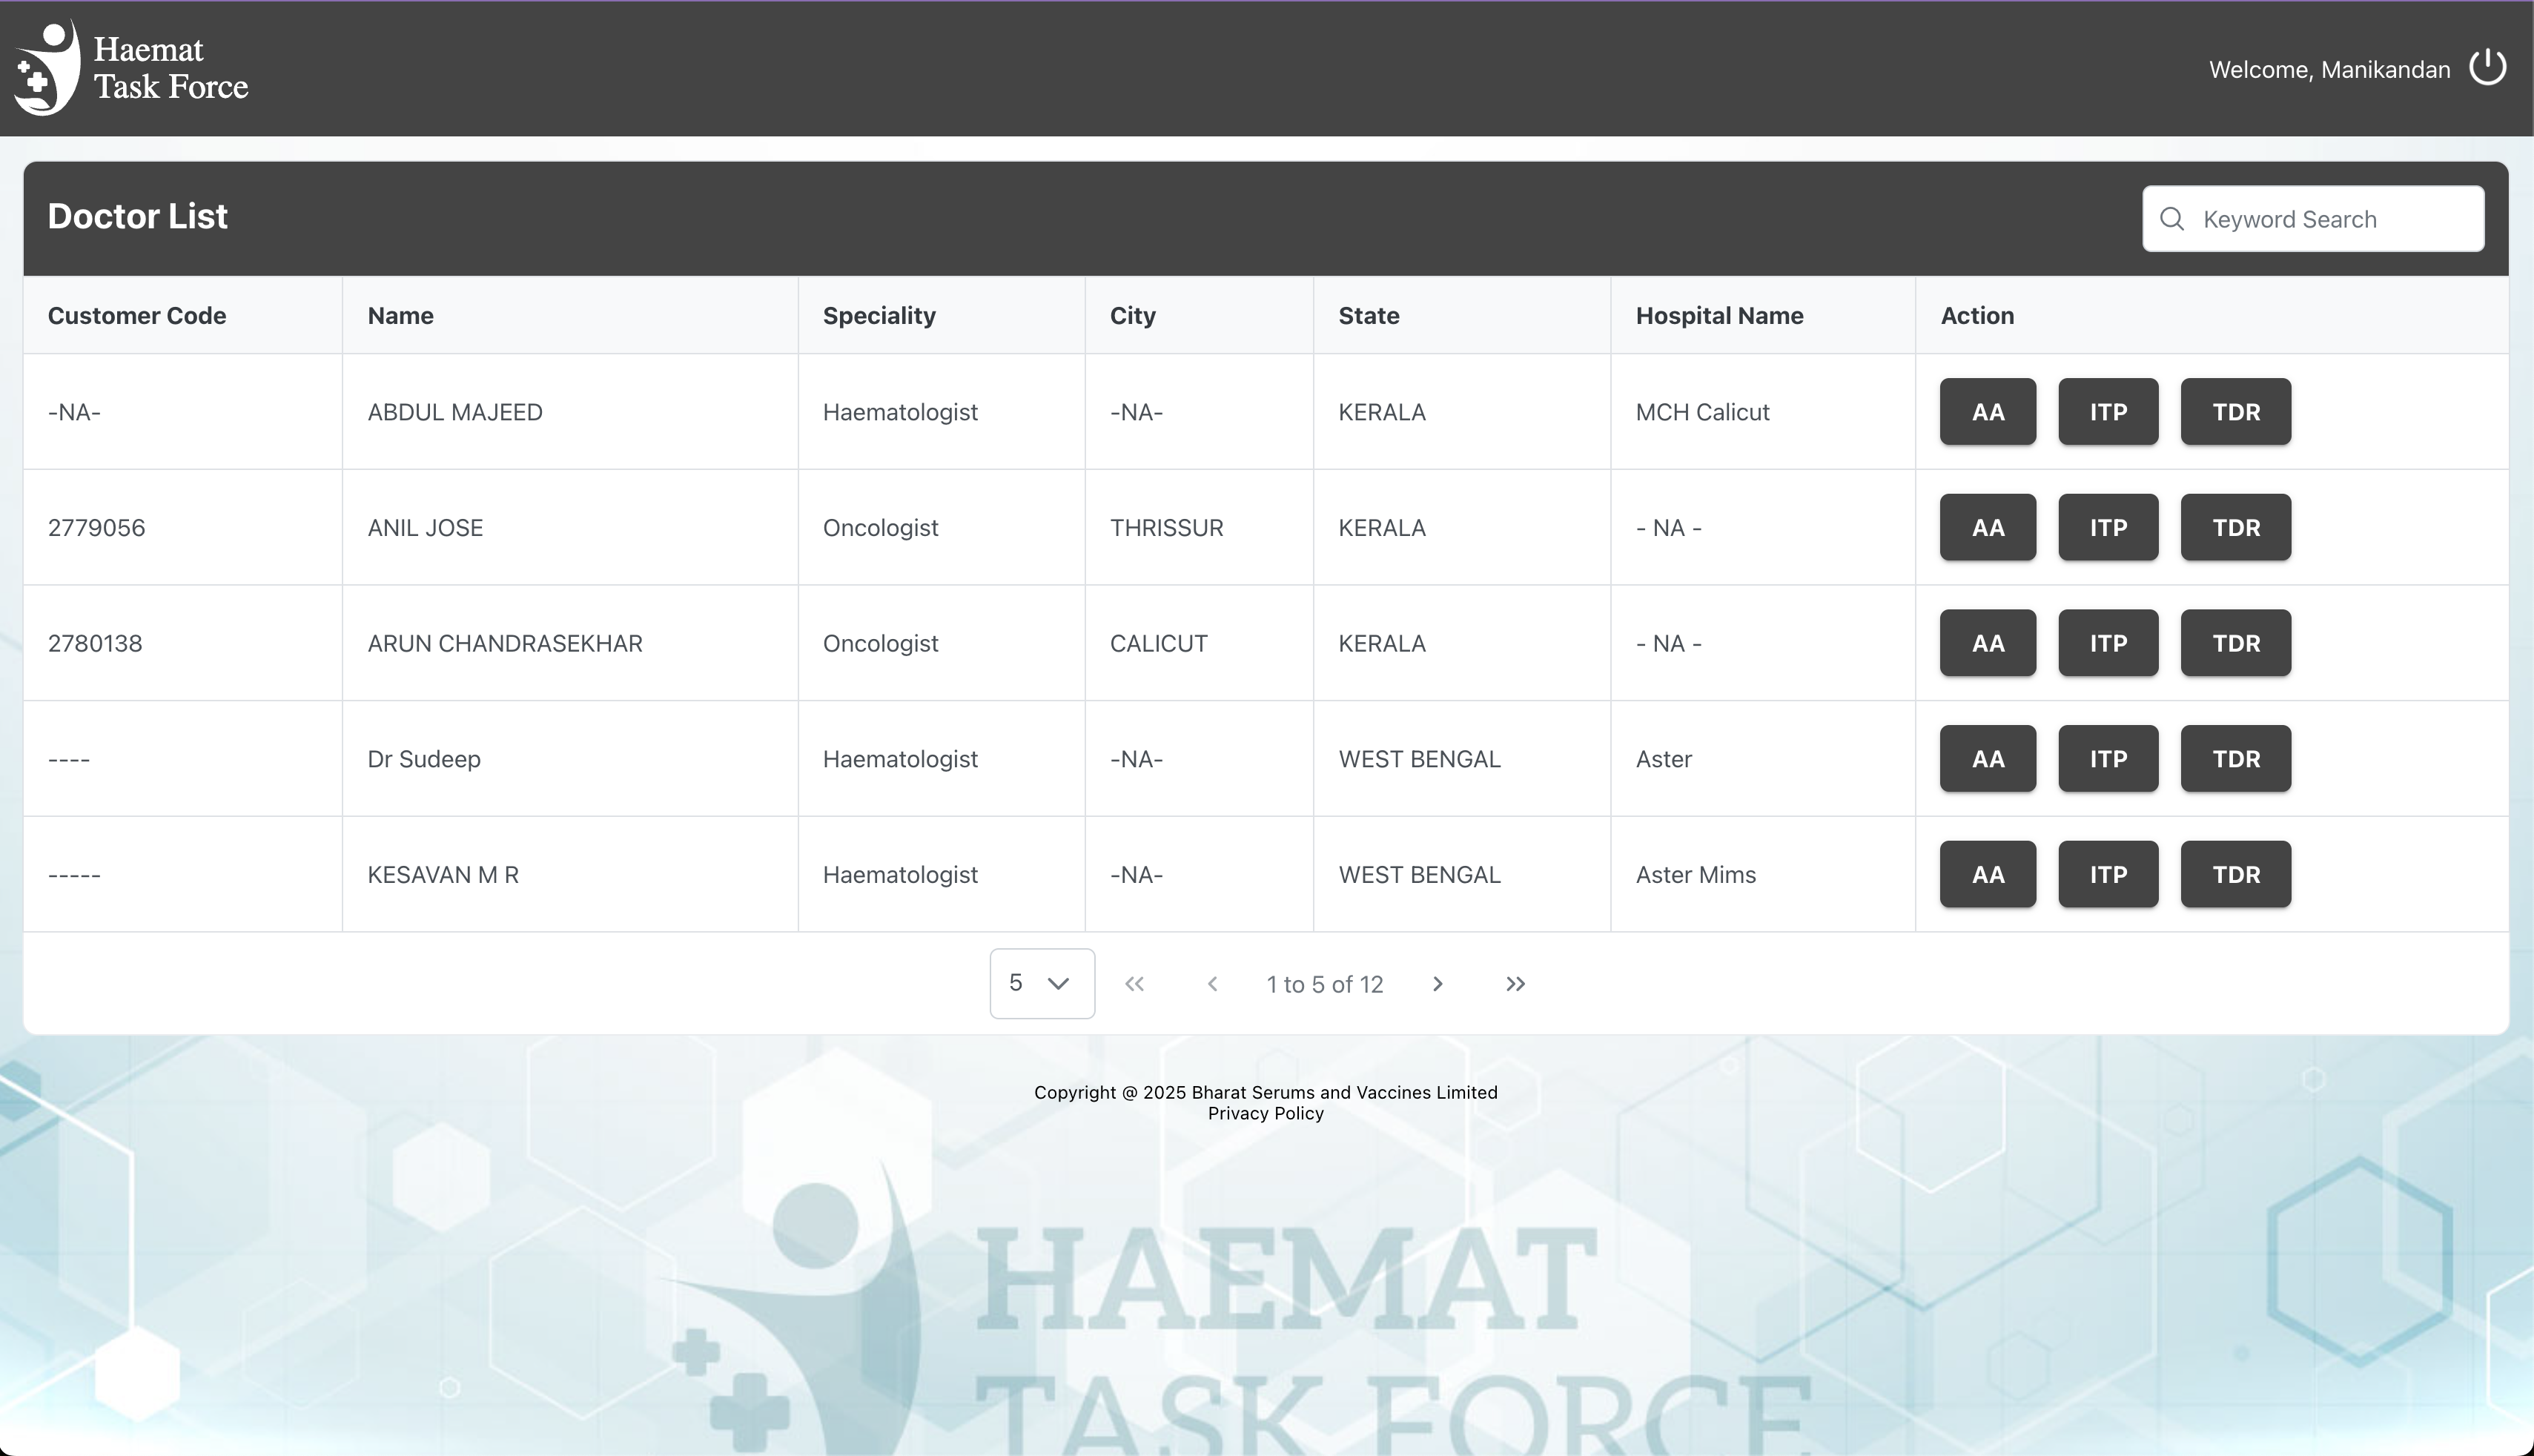 Haemat
Task Force
Welcome, Manikandan
Doctor List
Keyword Search
Customer Code Name Speciality City State Hospital Name Action
-NA- ABDUL MAJEED Haematologist -NA- KERALA MCH Calicut AA ITP TDR
2779056 ANIL JOSE Oncologist THRISSUR KERALA - NA - AA ITP TDR
2780138 ARUN CHANDRASEKHAR Oncologist CALICUT KERALA - NA - AA ITP TDR
---- Dr Sudeep Haematologist -NA- WEST BENGAL Aster AA ITP TDR
----- KESAVAN M R Haematologist -NA- WEST BENGAL Aster Mims AA ITP TDR
5 1 to 5 of 12
Copyright @ 2025 Bharat Serums and Vaccines Limited
Privacy Policy
HAEMAT
TASK FORCE